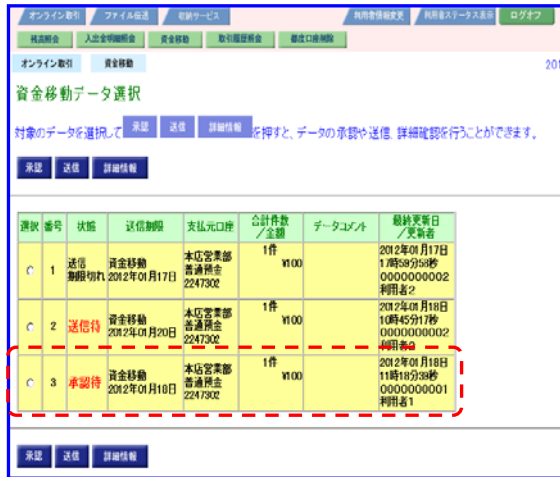 オンライン取引 ファイル伝送 収納サービス 利用者情報変更 利用者ステータス表示 ログオフ
残高照会 入出金明細照会 資金移動 取引履歴照会 都度口座削除
オンライン取引 資金移動 201
資金移動データ選択
対象のデータを選択して 承認 送信 詳細情報 を押すと、データの承認や送信、詳細確認を行うことができます。
承認 送信 詳細情報
選択 番号 状態 送信期限 支払元口座 合計件数／金額 データコメント 最終更新日／更新者
1 送信期限切れ 資金移動 2012年01月17日 本店営業部 普通預金 2247302 1件 ¥100 2012年01月17日 17時59分58秒 0000000002 利用者2
2 送信待 資金移動 2012年01月20日 本店営業部 普通預金 2247302 1件 ¥100 2012年01月18日 10時45分17秒 0000000002 利用者2
3 承認待 資金移動 2012年01月18日 本店営業部 普通預金 2247302 1件 ¥100 2012年01月18日 11時18分39秒 0000000001 利用者1
承認 送信 詳細情報